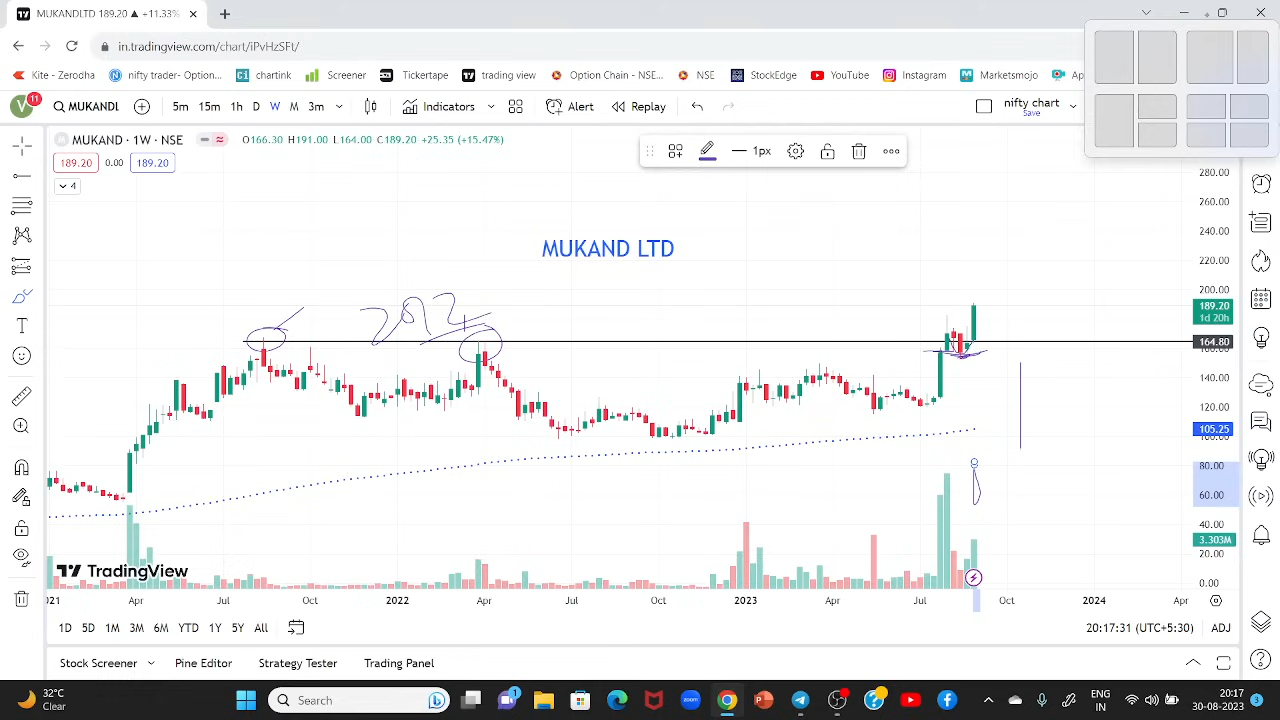 MUKANDLTD 189.20 ▲ +11.33%
in.tradingview.com/chart/iPvHzSFt/
Kite - Zerodha nifty trader- Option... chartink Screener Tickertape trading view Option Chain - NSE... NSE StockEdge YouTube Instagram Marketsmojo Ap
V 11 MUKANDL 5m 15m 1h D W M 3m Indicators Alert Replay nifty chart
Save
MUKAND · 1W · NSE O166.30 H191.00 L164.00 C189.20 +25.35 (+15.47%)
1px
189.20 0.00 189.20
4
280.00
260.00
MUKAND LTD
240.00
220.00
200.00
189.20
1d 20h
164.80
140.00
120.00
105.25
80.00
60.00
40.00
3.303M
20.00
0.00
TradingView
Apr Jul Oct 2022 Apr Jul Oct 2023 Apr Jul Oct 2024 Apr
1D 5D 1M 3M 6M YTD 1Y 5Y All 20:17:31 (UTC+5:30) ADJ
Stock Screener Pine Editor Strategy Tester Trading Panel
32°C
Clear
Search
1
zoom
ENG
IN
20:17
30-08-2023
3